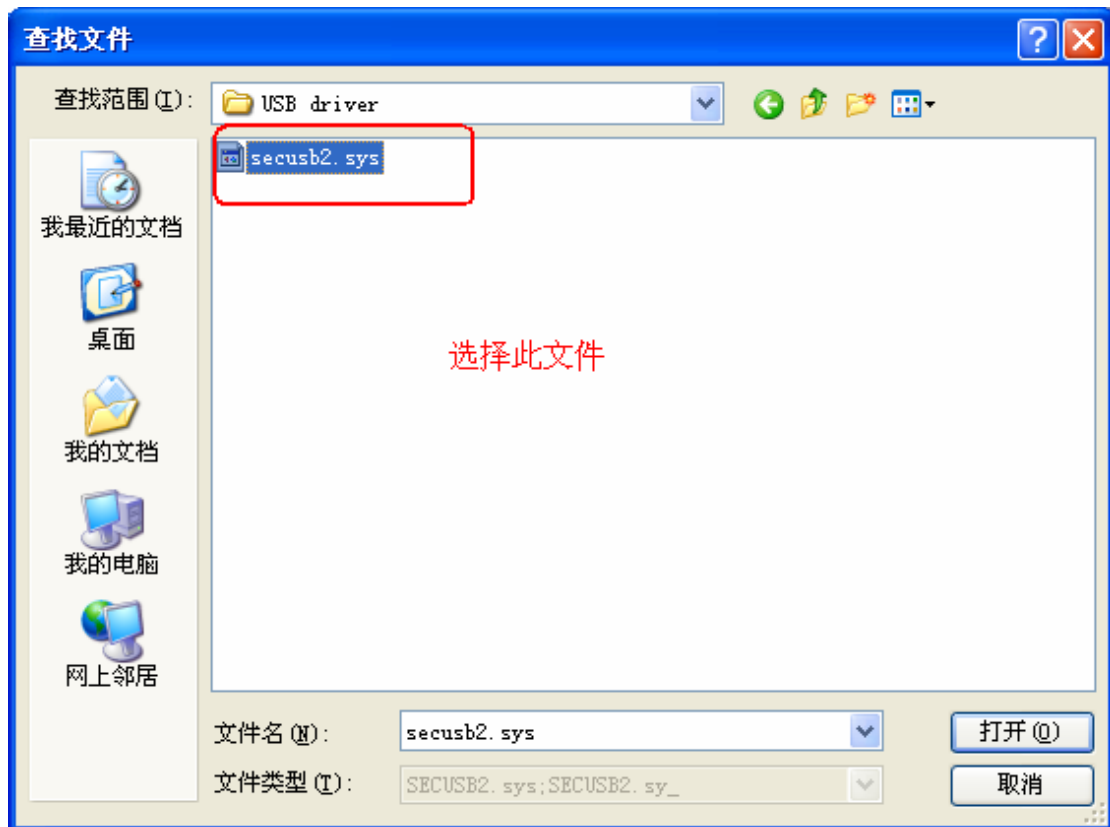 查找文件
查找范围(I):
USB driver
secusb2.sys
我最近的文档
桌面
选择此文件
我的文档
我的电脑
网上邻居
文件名(N):
secusb2.sys
打开(O)
文件类型(T):
SECUSB2.sys;SECUSB2.sy_
取消